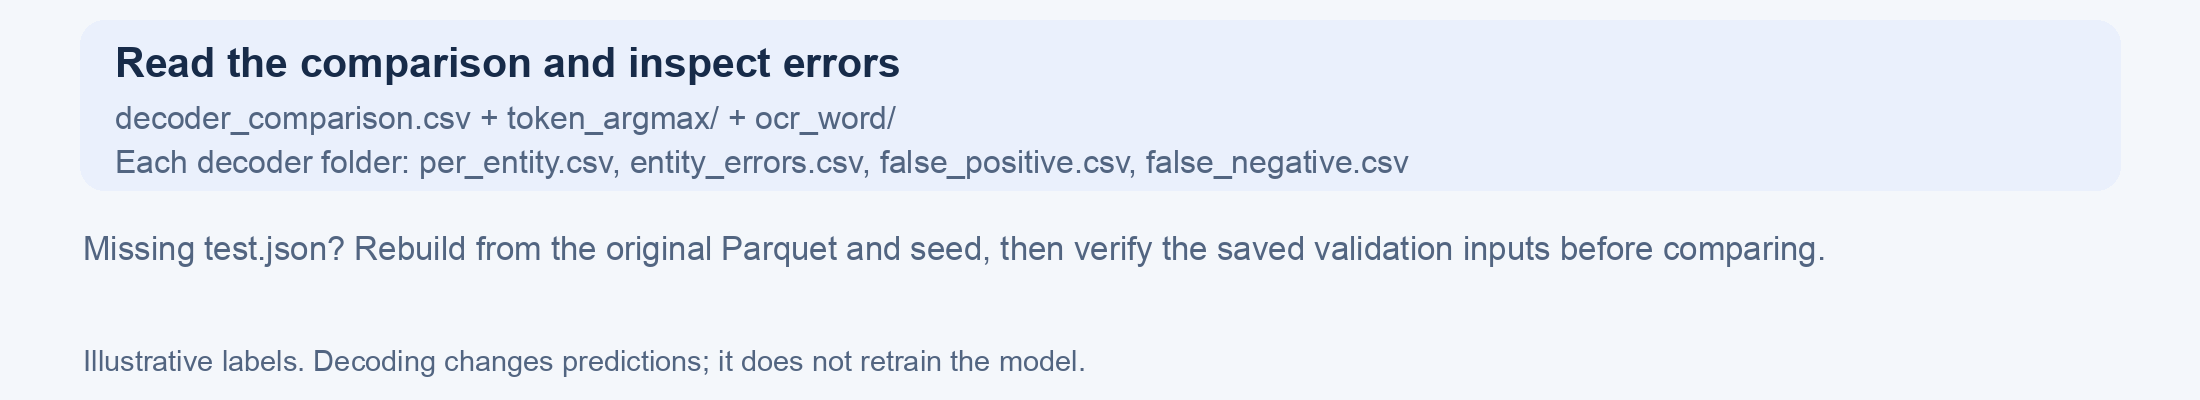 Read the comparison and inspect errors
decoder_comparison.csv + token_argmax/ + ocr_word/
Each decoder folder: per_entity.csv, entity_errors.csv, false_positive.csv, false_negative.csv
Missing test.json? Rebuild from the original Parquet and seed, then verify the saved validation inputs before comparing.
Illustrative labels. Decoding changes predictions; it does not retrain the model.